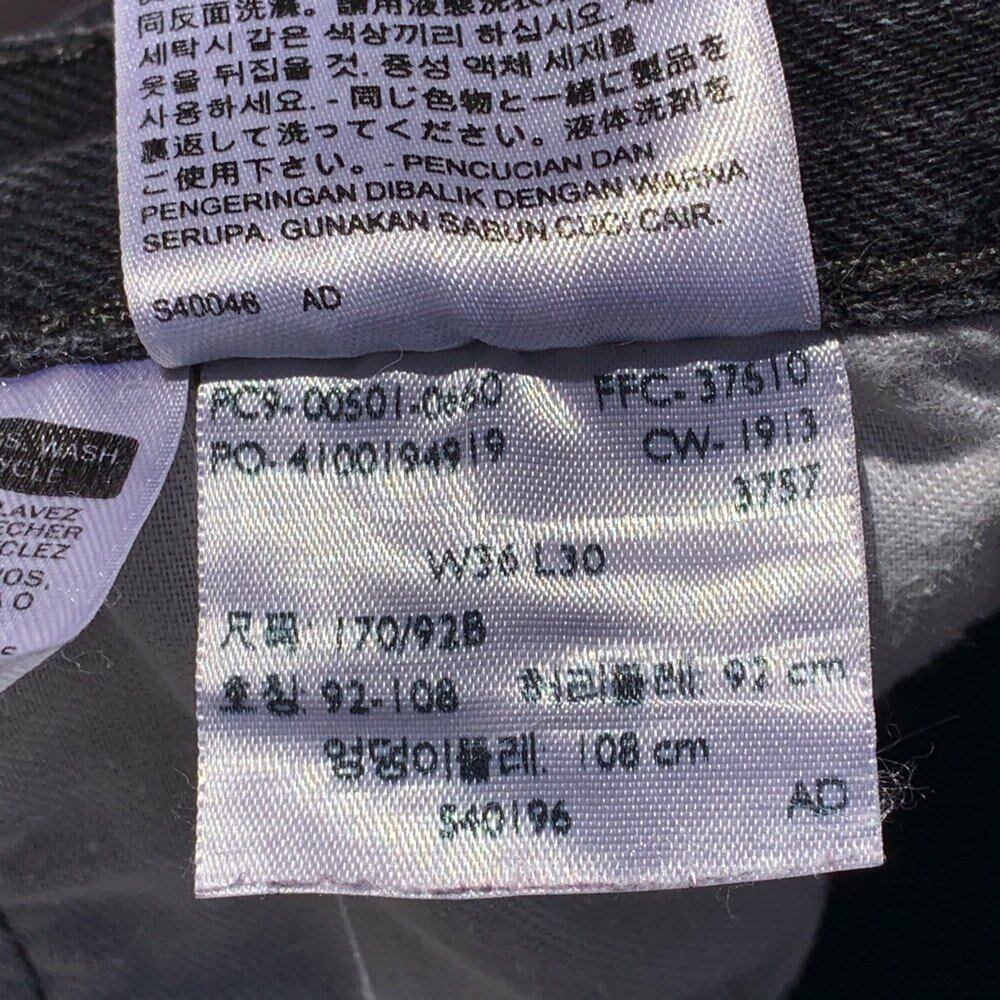 同反面洗滌。請用液態洗衣
세탁시 같은 색상끼리 하십시요.
옷을 뒤집을 것. 중성 액체 세제를
사용하세요. - 同じ色物と一緒に製品を
裏返して洗ってください。液体洗剤を
ご使用下さい。- PENCUCIAN DAN
PENGERINGAN DIBALIK DENGAN WARNA
SERUPA. GUNAKAN SABUN CUCI CAIR.
S40046 AD
WASH
CYCLE
LAVEZ
PC9-00501-0660 FFC-37510
PO-4100194919 CW-1913
3757
W36 L30
尺码: 170/92B
호칭: 92-108 허리둘레: 92 cm
엉덩이둘레: 108 cm
S40196 AD